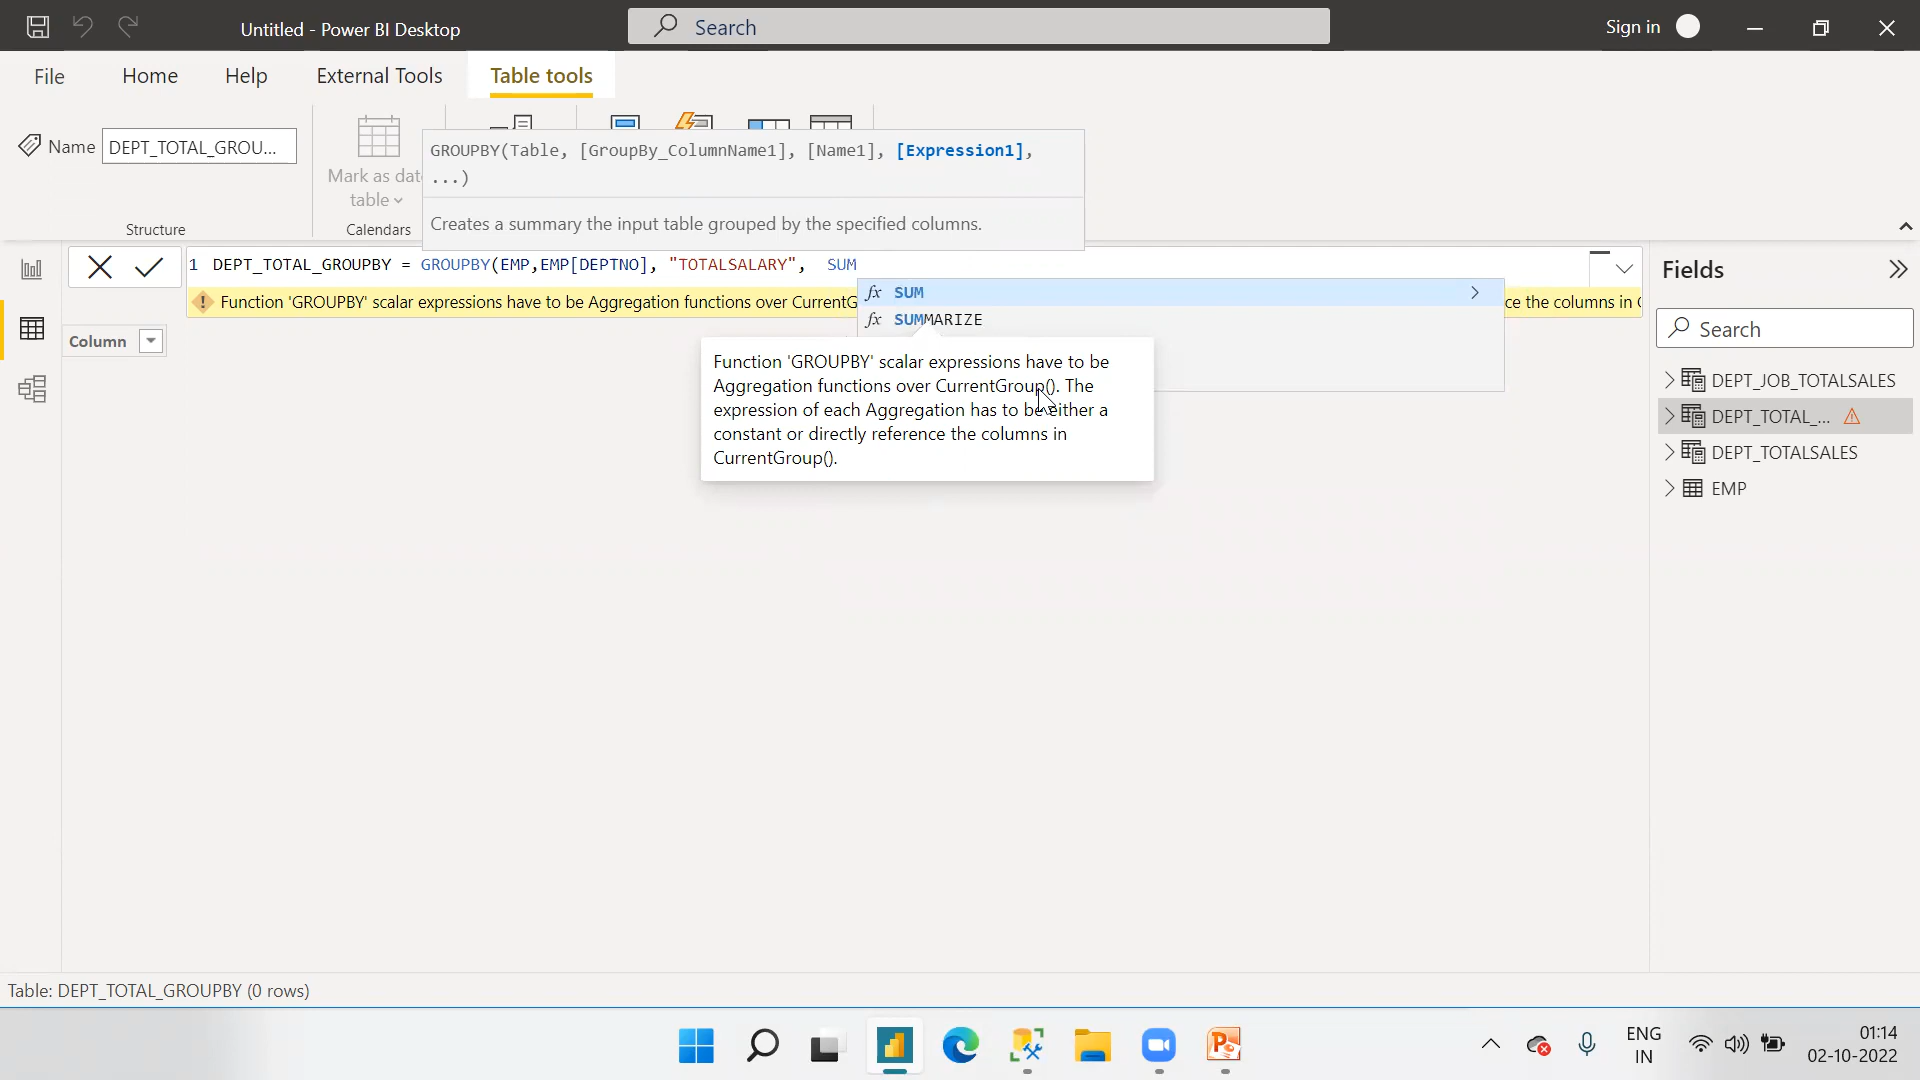 Untitled - Power BI Desktop
Search
Sign in
File
Home
Help
External Tools
Table tools
Name
DEPT_TOTAL_GROU...
Mark as dat
table
Structure
Calendars
GROUPBY(Table, [GroupBy_ColumnName1], [Name1], [Expression1],
...)
Creates a summary the input table grouped by the specified columns.
1 DEPT_TOTAL_GROUPBY = GROUPBY(EMP,EMP[DEPTNO], "TOTALSALARY", SUM
Function 'GROUPBY' scalar expressions have to be Aggregation functions over CurrentG
ce the columns in C
fx SUM
fx SUMMARIZE
Function 'GROUPBY' scalar expressions have to be
Aggregation functions over CurrentGroup(). The
expression of each Aggregation has to be either a
constant or directly reference the columns in
CurrentGroup().
Column
Fields
Search
DEPT_JOB_TOTALSALES
DEPT_TOTAL_...
DEPT_TOTALSALES
EMP
Table: DEPT_TOTAL_GROUPBY (0 rows)
ENG
IN
01:14
02-10-2022